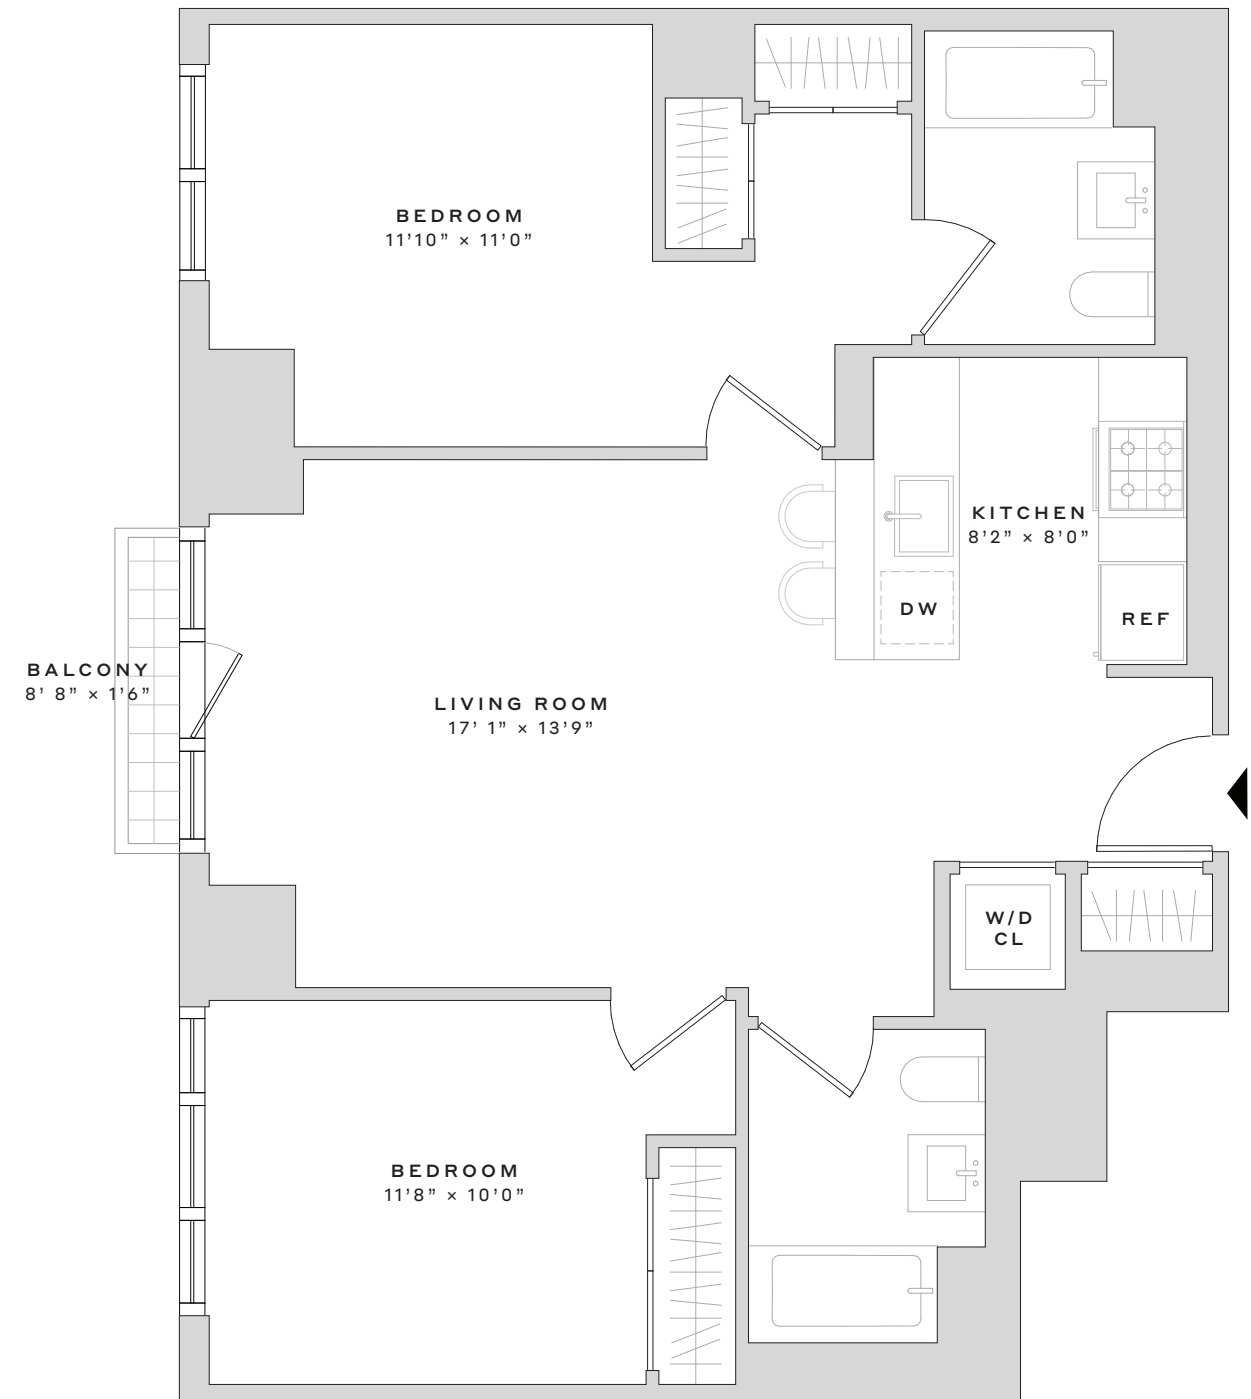 BEDROOM
11'10" × 11'0"
KITCHEN
8'2" × 8'0"
DW
REF
BALCONY
8' 8" × 1'6"
LIVING ROOM
17' 1" × 13'9"
W/D
CL
BEDROOM
11'8" × 10'0"